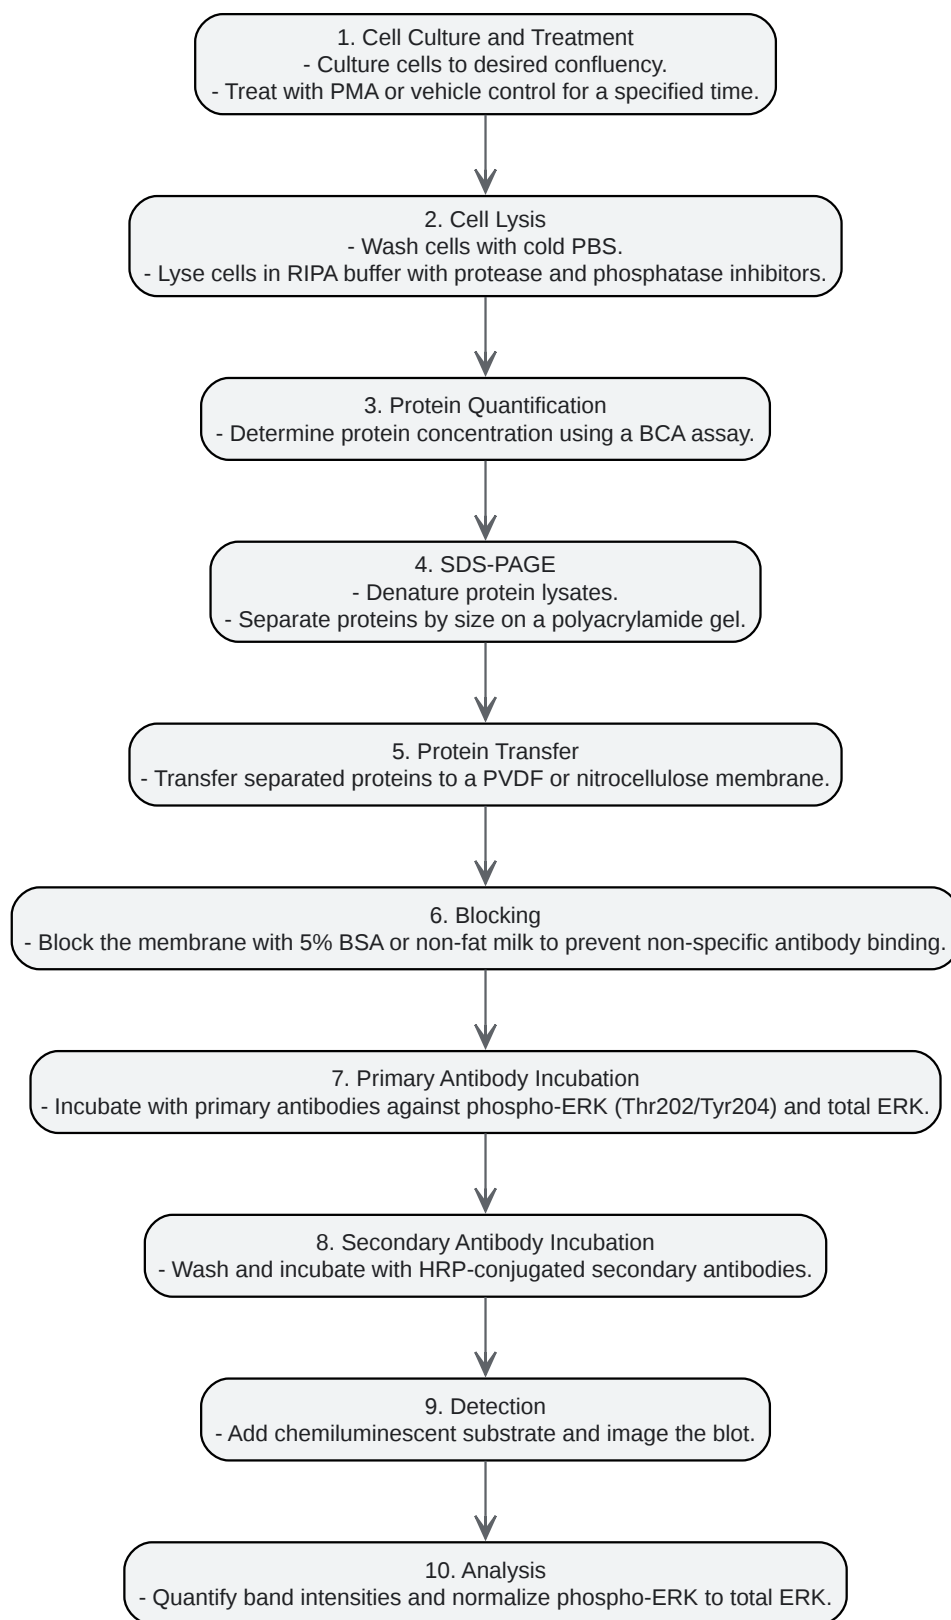 1. Cell Culture and Treatment
- Culture cells to desired confluency.
- Treat with PMA or vehicle control for a specified time.
2. Cell Lysis
- Wash cells with cold PBS.
- Lyse cells in RIPA buffer with protease and phosphatase inhibitors.
3. Protein Quantification
- Determine protein concentration using a BCA assay.
4. SDS-PAGE
- Denature protein lysates.
- Separate proteins by size on a polyacrylamide gel.
5. Protein Transfer
- Transfer separated proteins to a PVDF or nitrocellulose membrane.
6. Blocking
- Block the membrane with 5% BSA or non-fat milk to prevent non-specific antibody binding.
7. Primary Antibody Incubation
- Incubate with primary antibodies against phospho-ERK (Thr202/Tyr204) and total ERK.
8. Secondary Antibody Incubation
- Wash and incubate with HRP-conjugated secondary antibodies.
9. Detection
- Add chemiluminescent substrate and image the blot.
10. Analysis
- Quantify band intensities and normalize phospho-ERK to total ERK.